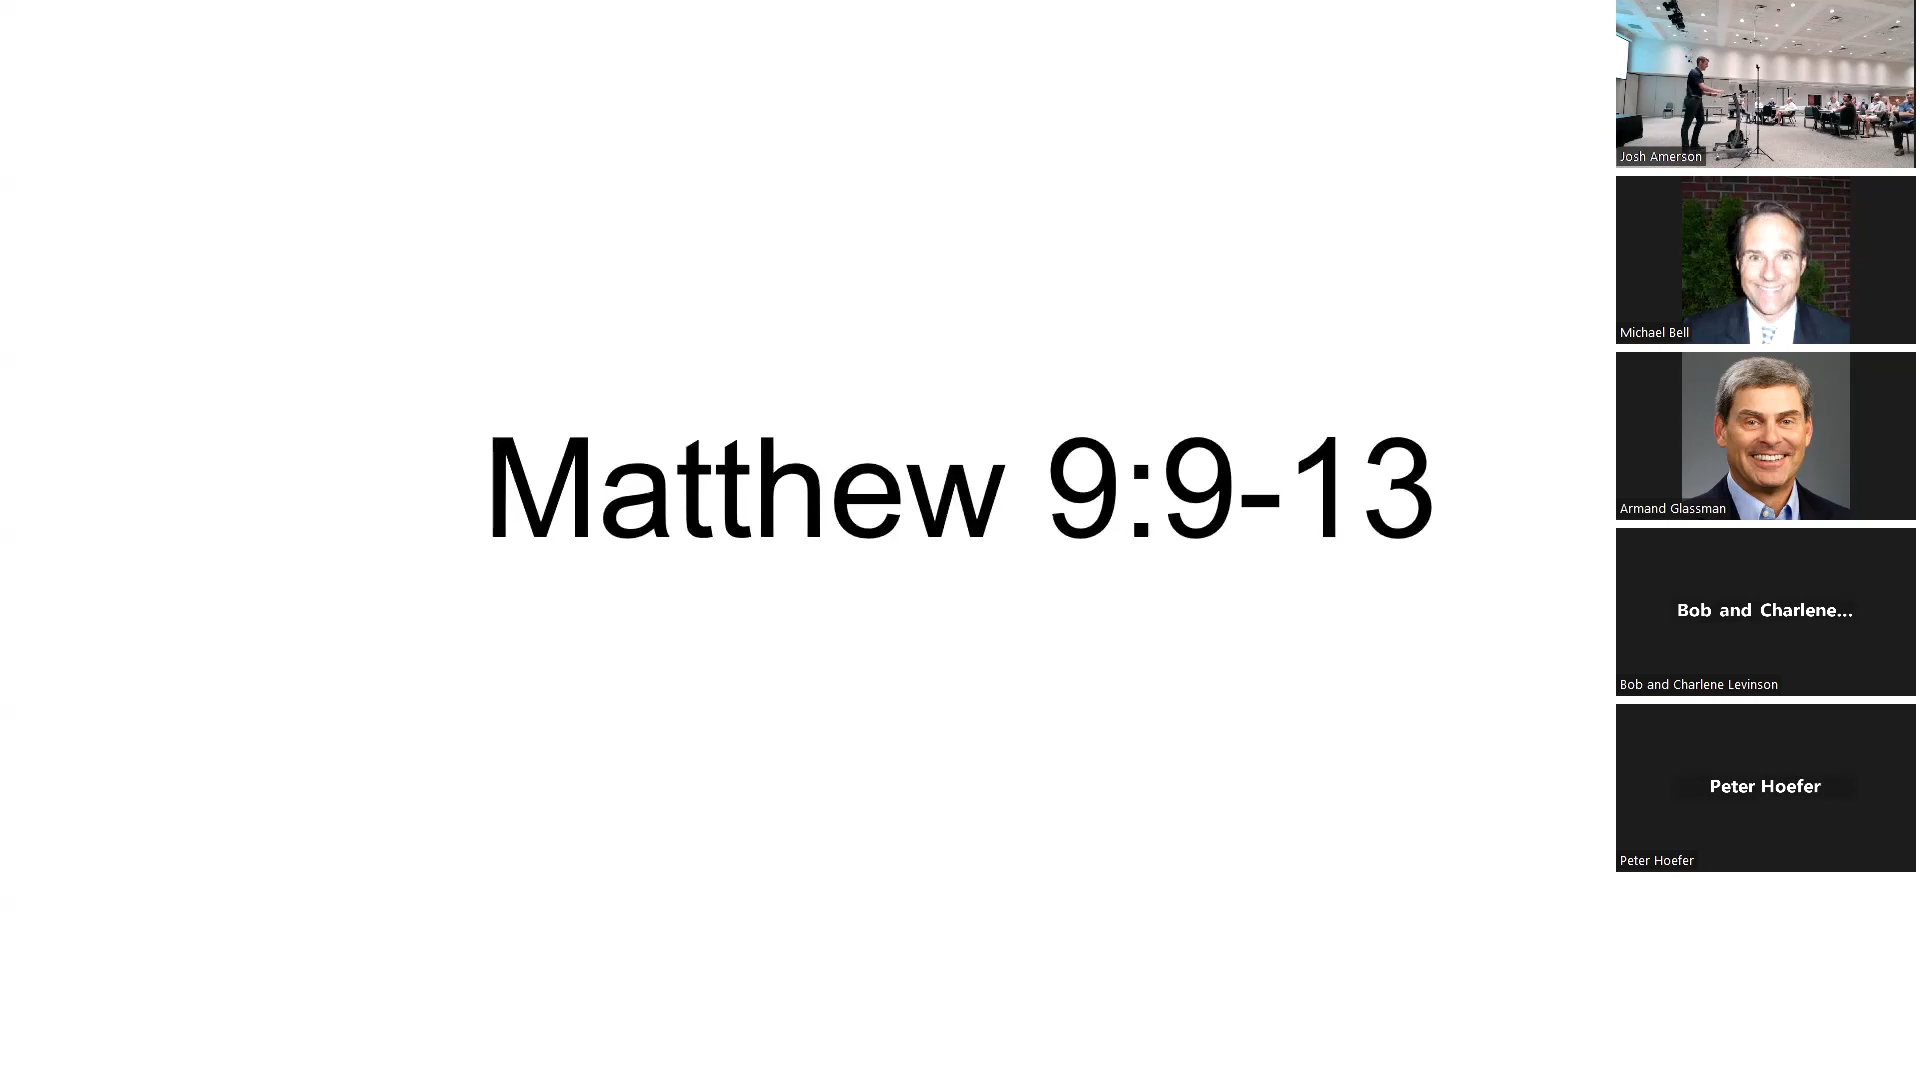 Matthew 9:9-13
Josh Amerson
Michael Bell
Armand Glassman
Bob and Charlene...
Bob and Charlene Levinson
Peter Hoefer
Peter Hoefer